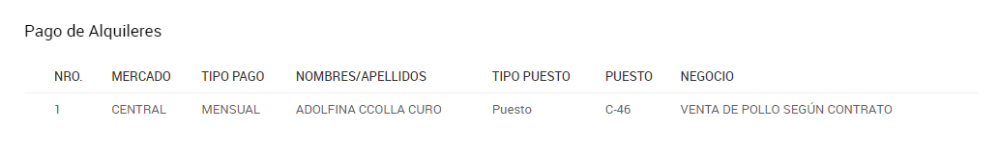 Pago de Alquileres
NRO. MERCADO TIPO PAGO NOMBRES/APELLIDOS TIPO PUESTO PUESTO NEGOCIO
1 CENTRAL MENSUAL ADOLFINA CCOLLA CURO Puesto C-46 VENTA DE POLLO SEGÚN CONTRATO